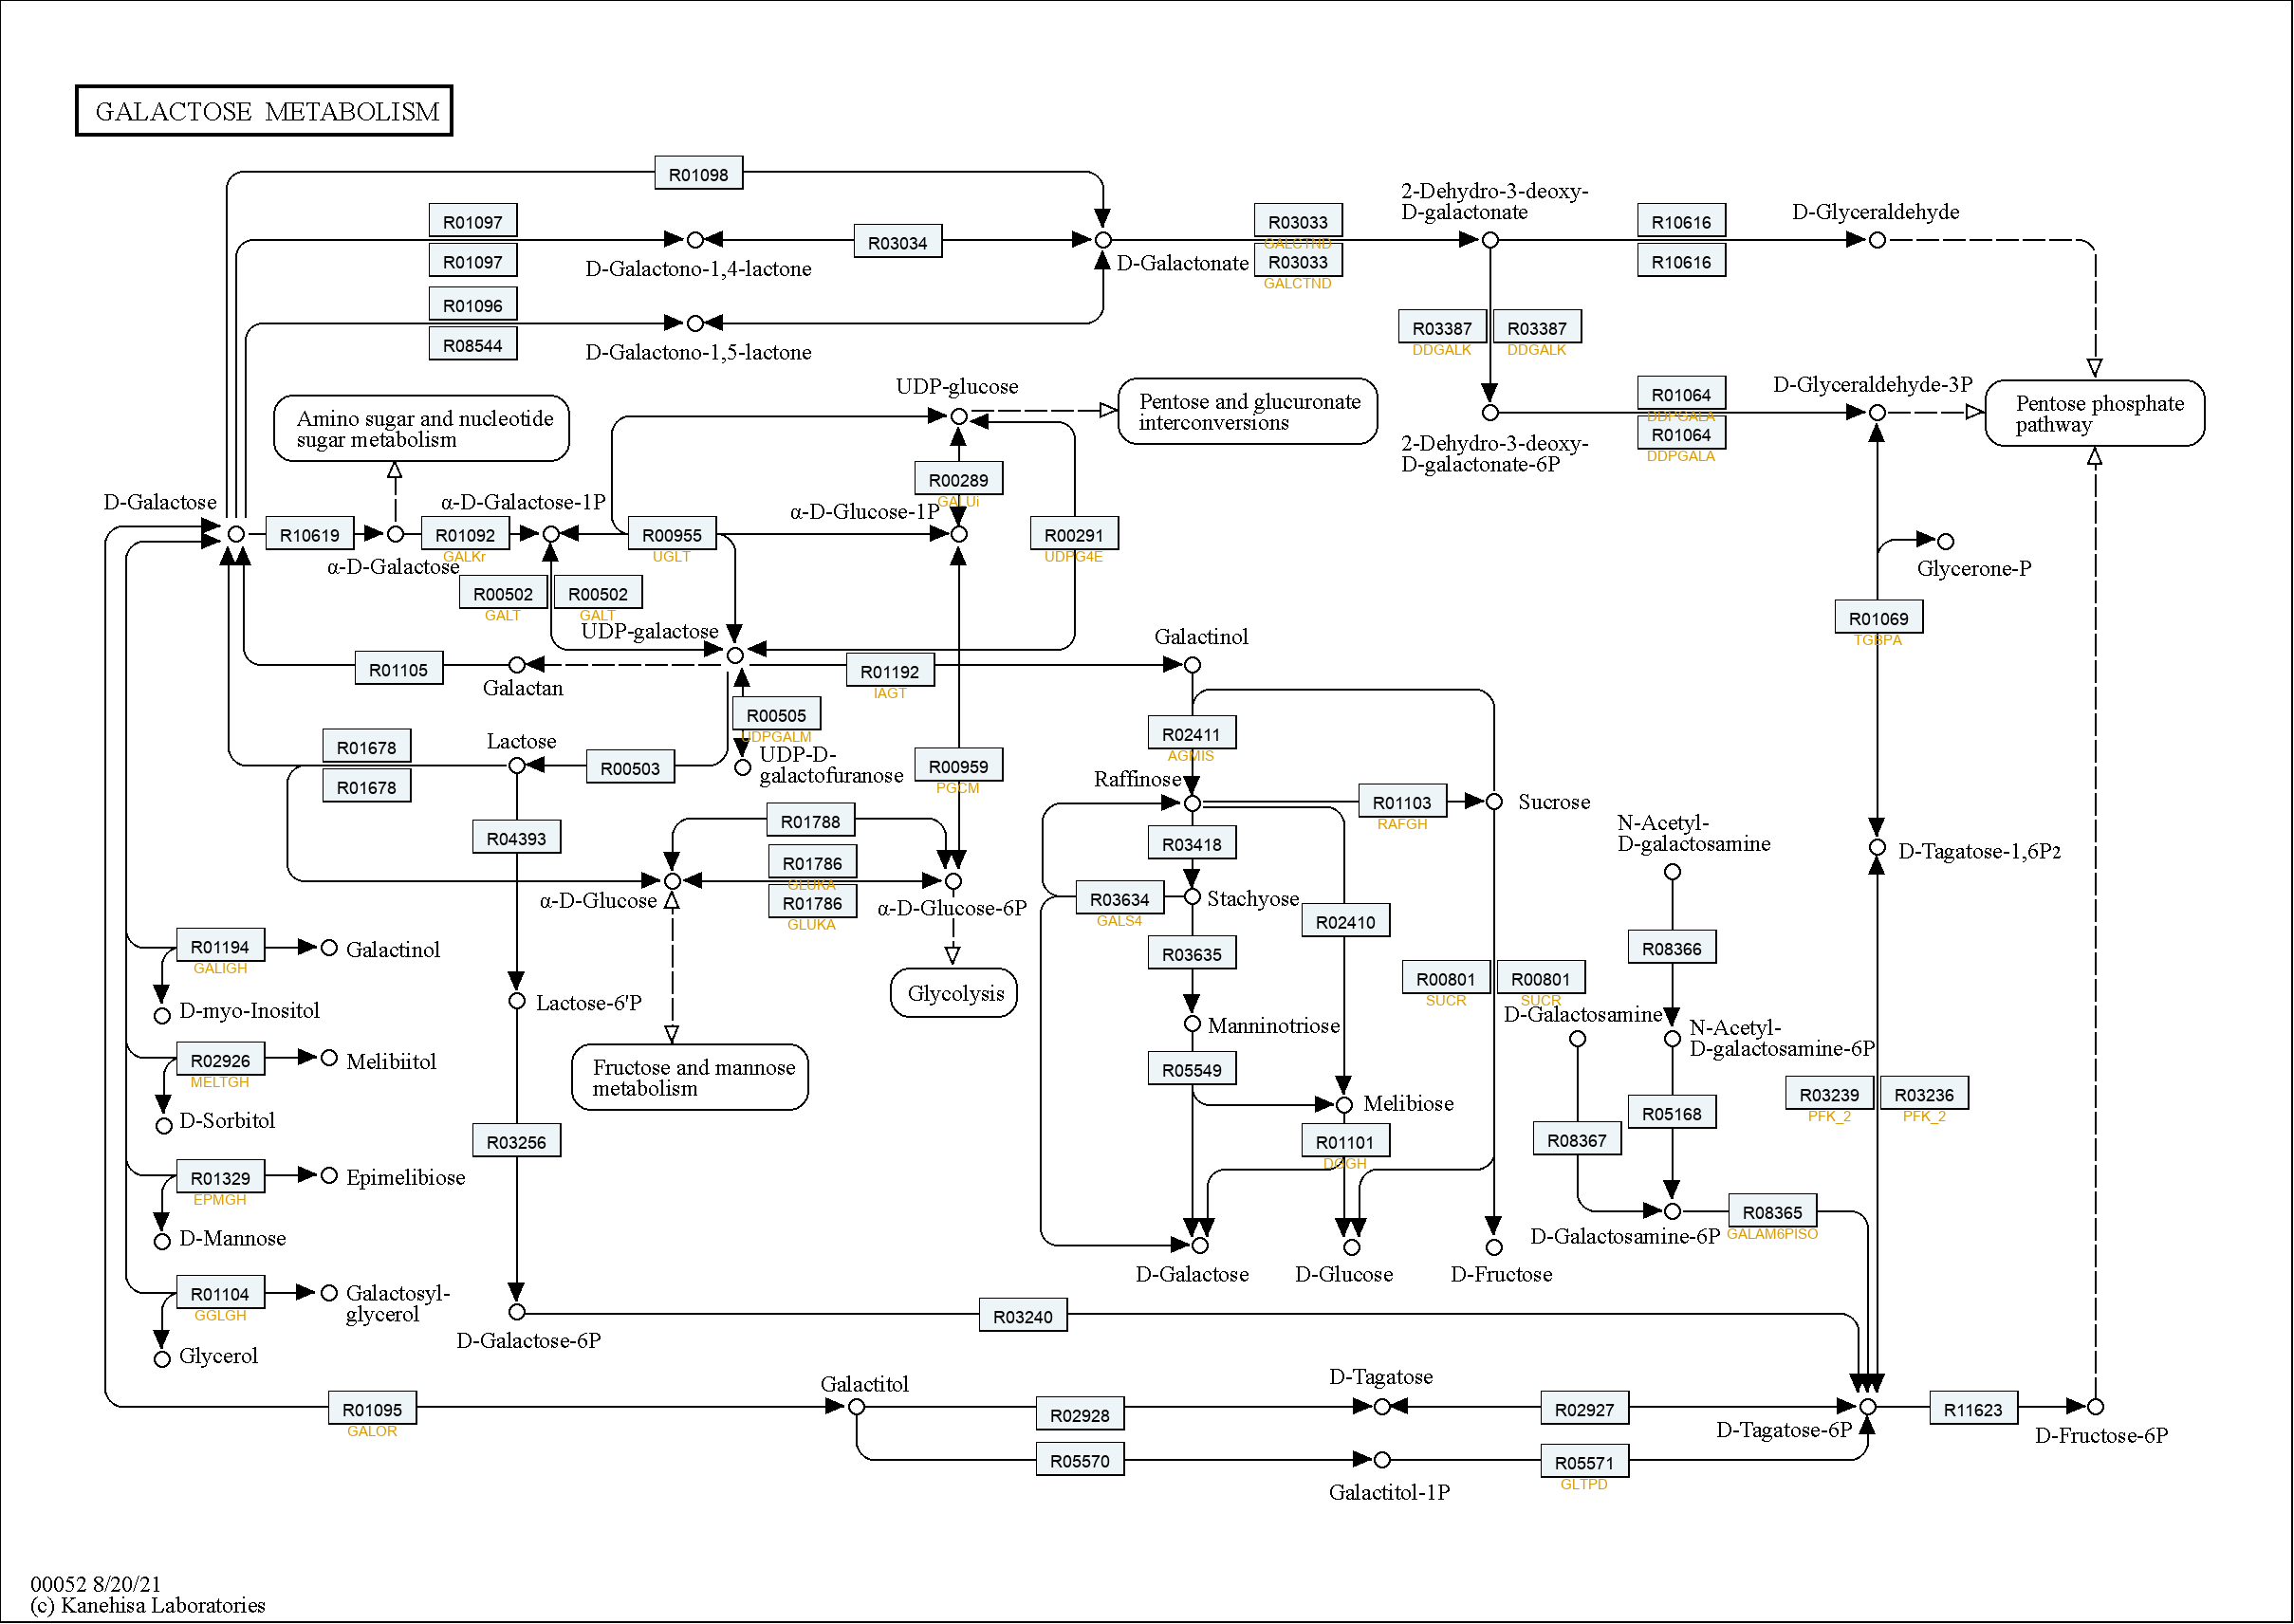 GALACTOSE METABOLISM
R01098
R01097
R01097
D-Galactono-1,4-lactone
R03034
D-Galactonate
R03033
GALCTND
R03033
GALCTND
2-Dehydro-3-deoxy-
D-galactonate
R10616
R10616
D-Glyceraldehyde
R01096
R08544
D-Galactono-1,5-lactone
R03387
DDGALK
R03387
DDGALK
2-Dehydro-3-deoxy-
D-galactonate-6P
R01064
DDPGALA
R01064
DDPGALA
D-Glyceraldehyde-3P
Pentose phosphate
pathway
Amino sugar and nucleotide
sugar metabolism
UDP-glucose
Pentose and glucuronate
interconversions
R00289
GALUi
D-Galactose
R10619
α-D-Galactose
R01092
GALKr
α-D-Galactose-1P
R00955
UGLT
α-D-Glucose-1P
R00291
UDPG4E
R00502
GALT
R00502
GALT
UDP-galactose
Glycerone-P
R01069
TGBPA
R01105
Galactan
R01192
IAGT
Galactinol
R00505
UDPGALM
UDP-D-
galactofuranose
R01678
R01678
Lactose
R00503
R00959
PGCM
R02411
AGMIS
Raffinose
R01103
RAFGH
Sucrose
R04393
R01788
R01786
GLUKA
R01786
GLUKA
α-D-Glucose
α-D-Glucose-6P
Glycolysis
Fructose and mannose
metabolism
R03418
Stachyose
R03634
GALS4
R02410
R03635
Manninotriose
R05549
Melibiose
R01101
DGGH
R00801
SUCR
R00801
SUCR
N-Acetyl-
D-galactosamine
R08366
D-Galactosamine
N-Acetyl-
D-galactosamine-6P
D-Tagatose-1,6P2
R03239
PFK_2
R03236
PFK_2
R05168
R08367
D-Galactosamine-6P
R08365
GALAM6PISO
R01194
GALIGH
Galactinol
D-myo-Inositol
Lactose-6'P
R02926
MELTGH
Melibiitol
D-Sorbitol
R03256
R01329
EPMGH
Epimelibiose
D-Mannose
R01104
GGLGH
Galactosyl-
glycerol
Glycerol
D-Galactose
D-Glucose
D-Fructose
D-Galactose-6P
R03240
R01095
GALOR
Galactitol
R02928
D-Tagatose
R02927
D-Tagatose-6P
R11623
D-Fructose-6P
R05570
Galactitol-1P
R05571
GLTPD
00052 8/20/21
(c) Kanehisa Laboratories